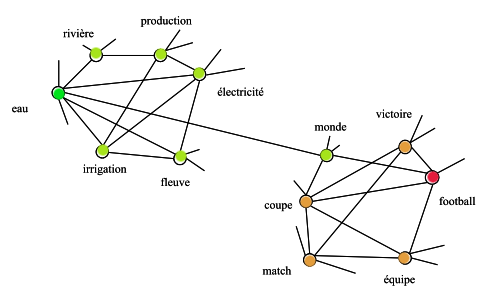 production
rivière
électricité
eau
victoire
monde
irrigation
fleuve
football
coupe
match
équipe